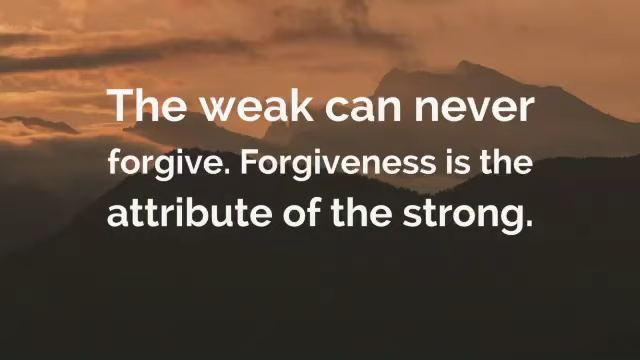 The weak can never
forgive. Forgiveness is the
attribute of the strong.